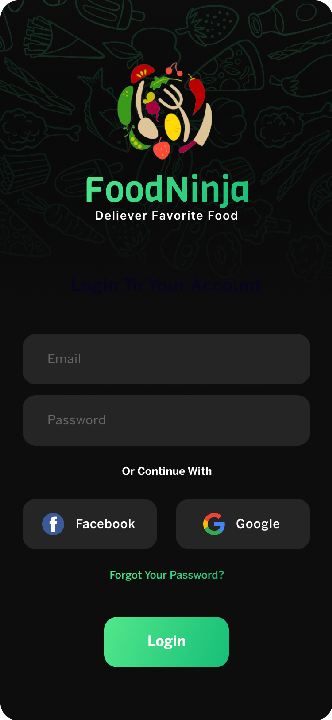 FoodNinja
Deliever Favorite Food
Login To Your Account
Email
Password
Or Continue With
Facebook
Google
Forgot Your Password?
Login